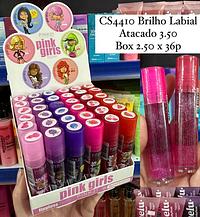 CS4410 Brilho Labial
Atacado 3.50
Box 2.50 x 36p
pink
girls
pink girls